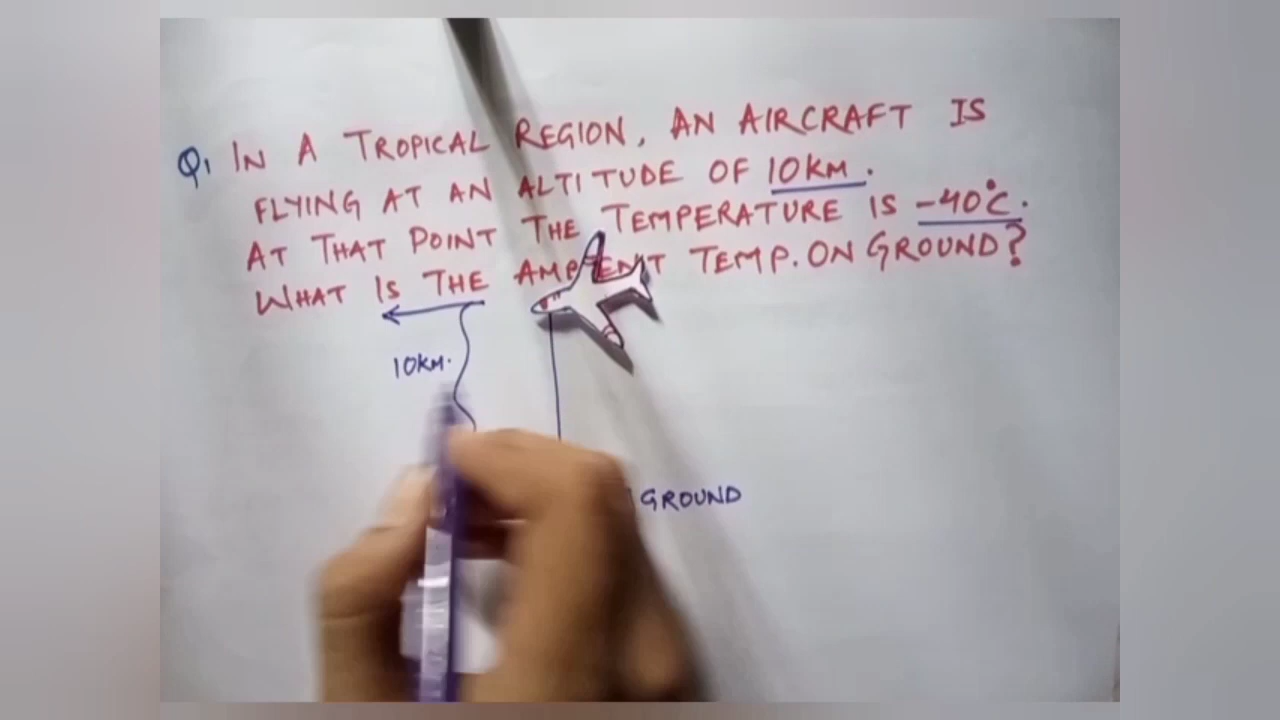 Q1 IN A TROPICAL REGION, AN AIRCRAFT IS
FLYING AT AN ALTITUDE OF 10KM.
AT THAT POINT THE TEMPERATURE IS -40°C.
WHAT IS THE AMBIENT TEMP. ON GROUND?
10KM.
GROUND